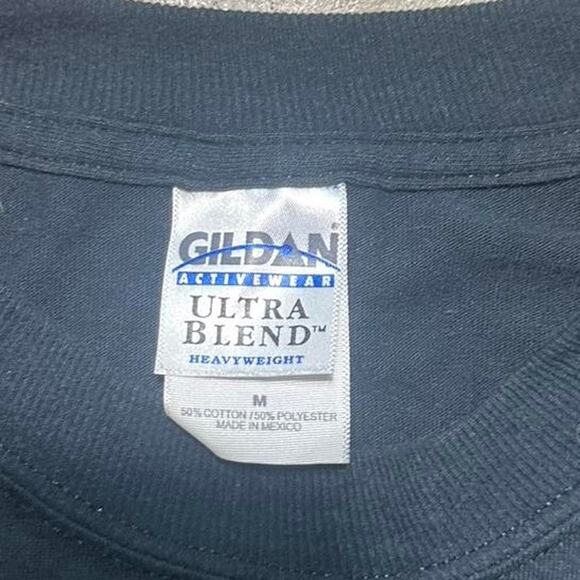 GILDAN
ACTIVEWEAR
ULTRA
BLEND™
HEAVYWEIGHT
M
50% COTTON / 50% POLYESTER
MADE IN MEXICO